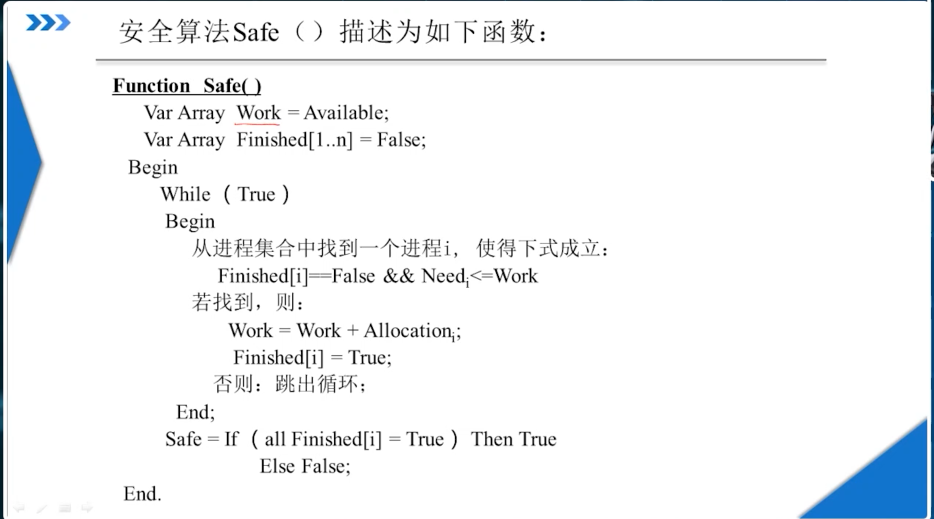 安全算法Safe（）描述为如下函数：
Function Safe( )
Var Array Work = Available;
Var Array Finished[1..n] = False;
Begin
While （True）
Begin
从进程集合中找到一个进程i, 使得下式成立：
Finished[i]==False && Needi<=Work
若找到，则：
Work = Work + Allocationi;
Finished[i] = True;
否则：跳出循环；
End;
Safe = If （all Finished[i] = True） Then True
Else False;
End.